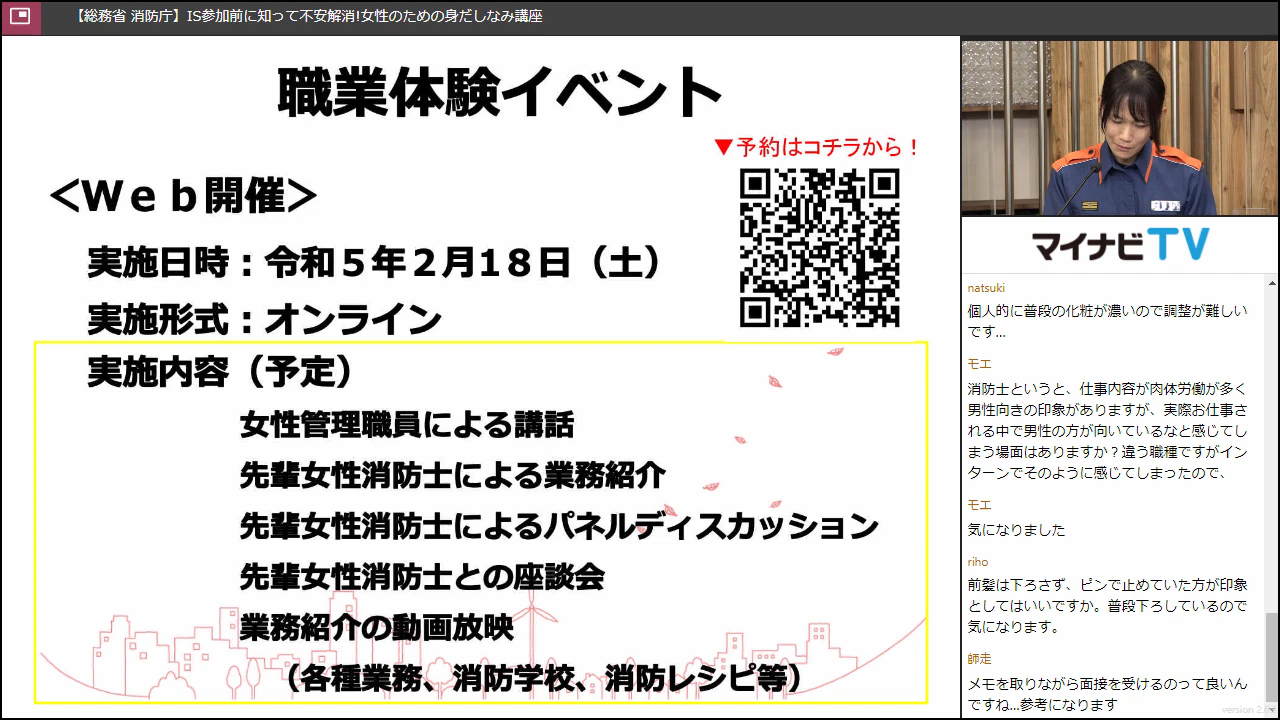 【総務省 消防庁】IS参加前に知って不安解消!女性のための身だしなみ講座
職業体験イベント
▼予約はコチラから！
＜Ｗｅｂ開催＞
実施日時：令和５年２月1８日（土）
実施形式：オンライン
実施内容（予定）
女性管理職員による講話
先輩女性消防士による業務紹介
先輩女性消防士によるパネルディスカッション
先輩女性消防士との座談会
業務紹介の動画放映
（各種業務、消防学校、消防レシピ等）
マイナビTV
natsuki
個人的に普段の化粧が濃いので調整が難しい
です...
モエ
消防士というと、仕事内容が肉体労働が多く
男性向きの印象がありますが、実際お仕事さ
れる中で男性の方が向いているなと感じてし
まう場面はありますか？違う職種ですがイン
ターンでそのように感じてしまったので、
モエ
気になりました
riho
前髪は下ろさず、ピンで止めていた方が印象
としてはいいですか。普段下ろしているので
気になります。
師走
メモを取りながら面接を受けるのって良いん
ですね...参考になります